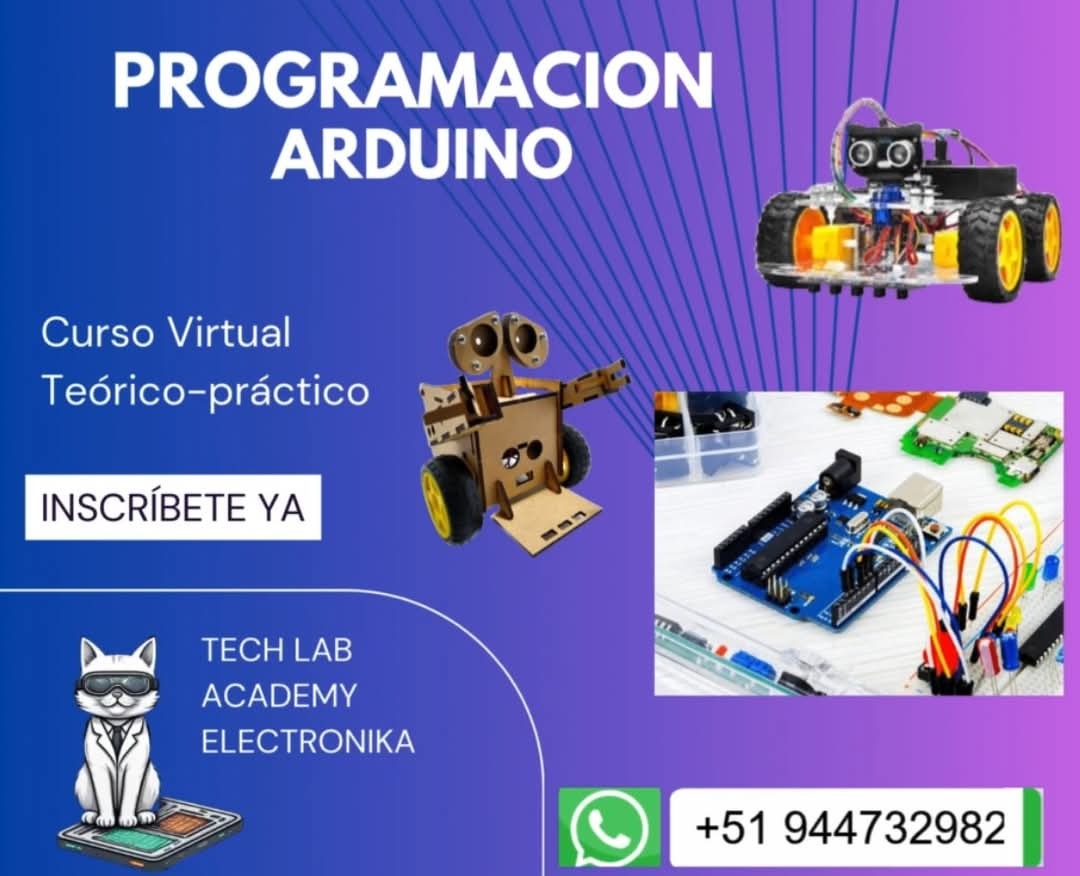 PROGRAMACION
ARDUINO
Curso Virtual
Teórico-práctico
INSCRÍBETE YA
TECH LAB
ACADEMY
ELECTRONIKA
+51 944732982